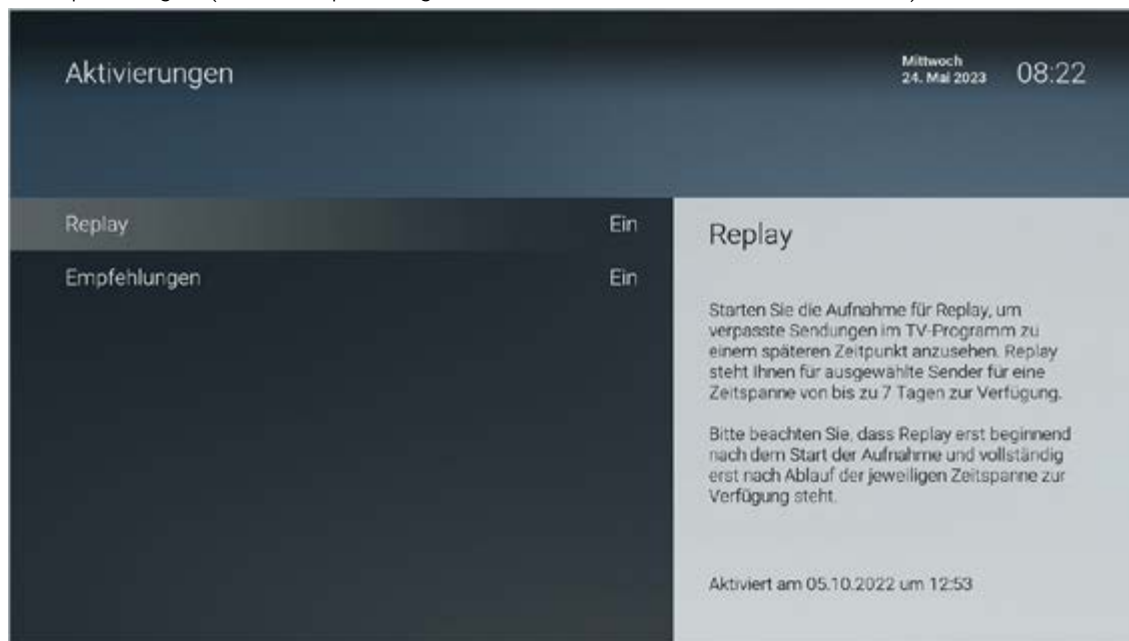 Aktivierungen
Mittwoch
24. Mai 2023
08:22
Replay Ein
Empfehlungen Ein
Replay
Starten Sie die Aufnahme für Replay, um
verpasste Sendungen im TV-Programm zu
einem späteren Zeitpunkt anzusehen. Replay
steht Ihnen für ausgewählte Sender für eine
Zeitspanne von bis zu 7 Tagen zur Verfügung.
Bitte beachten Sie, dass Replay erst beginnend
nach dem Start der Aufnahme und vollständig
erst nach Ablauf der jeweiligen Zeitspanne zur
Verfügung steht.
Aktiviert am 05.10.2022 um 12:53